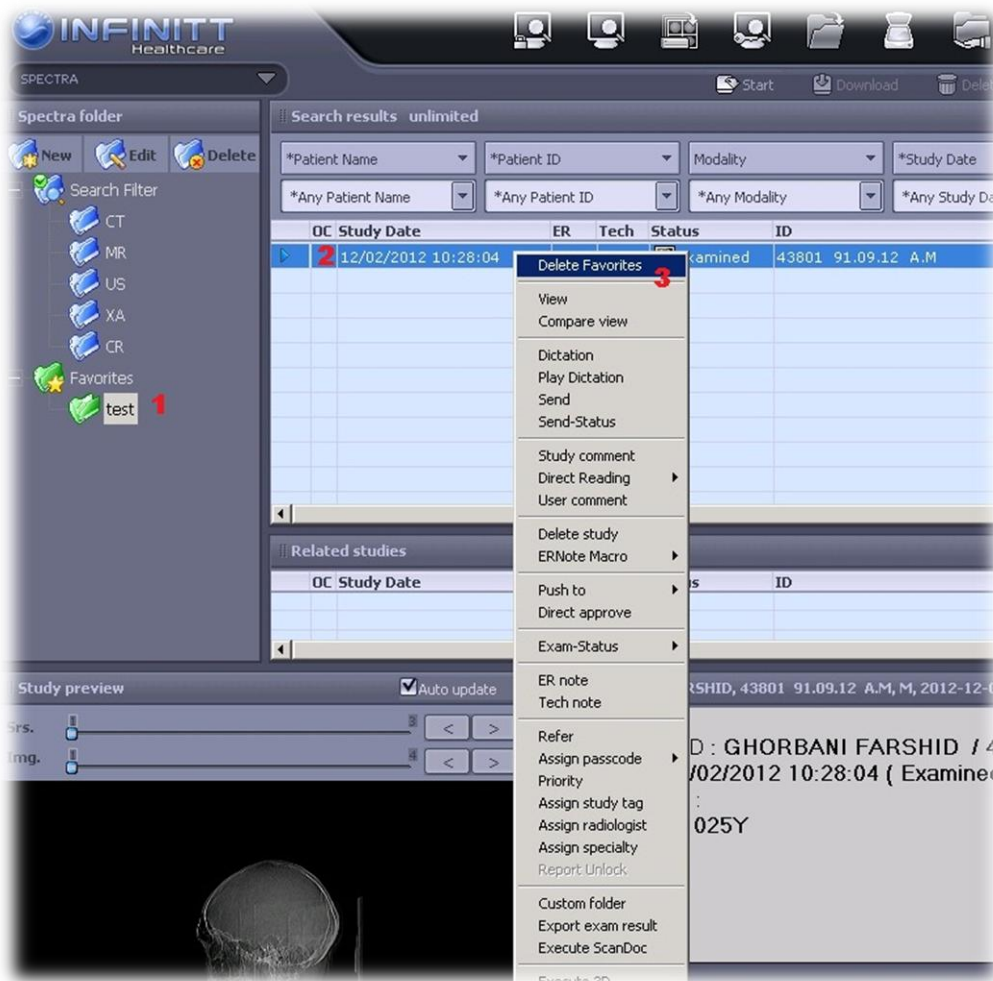 INFINITT
Healthcare
SPECTRA
Start Download
Spectra folder
Search results unlimited
New Edit Delete
*Patient Name *Patient ID Modality *Study Date
*Any Patient Name *Any Patient ID *Any Modality *Any Study
Search Filter
CT
MR
US
XA
CR
Favorites
test 1
OC Study Date ER Tech Status ID
2 12/02/2012 10:28:04 43801 91.09.12 A.M
Delete Favorites 3
View
Compare view
Dictation
Play Dictation
Send
Send-Status
Study comment
Direct Reading
User comment
Delete study
ERNote Macro
Push to
Direct approve
Exam-Status
ER note
Tech note
Refer
Assign passcode
Priority
Assign study tag
Assign radiologist
Assign specialty
Report Unlock
Custom folder
Export exam result
Execute ScanDoc
Related studies
OC Study Date ID
Study preview Auto update
43801 91.09.12 A.M, M,
Srs. 1 < >
Img. 1 4 < >
D : GHORBANI FARSHID /
/02/2012 10:28:04 ( Examined
:
025Y